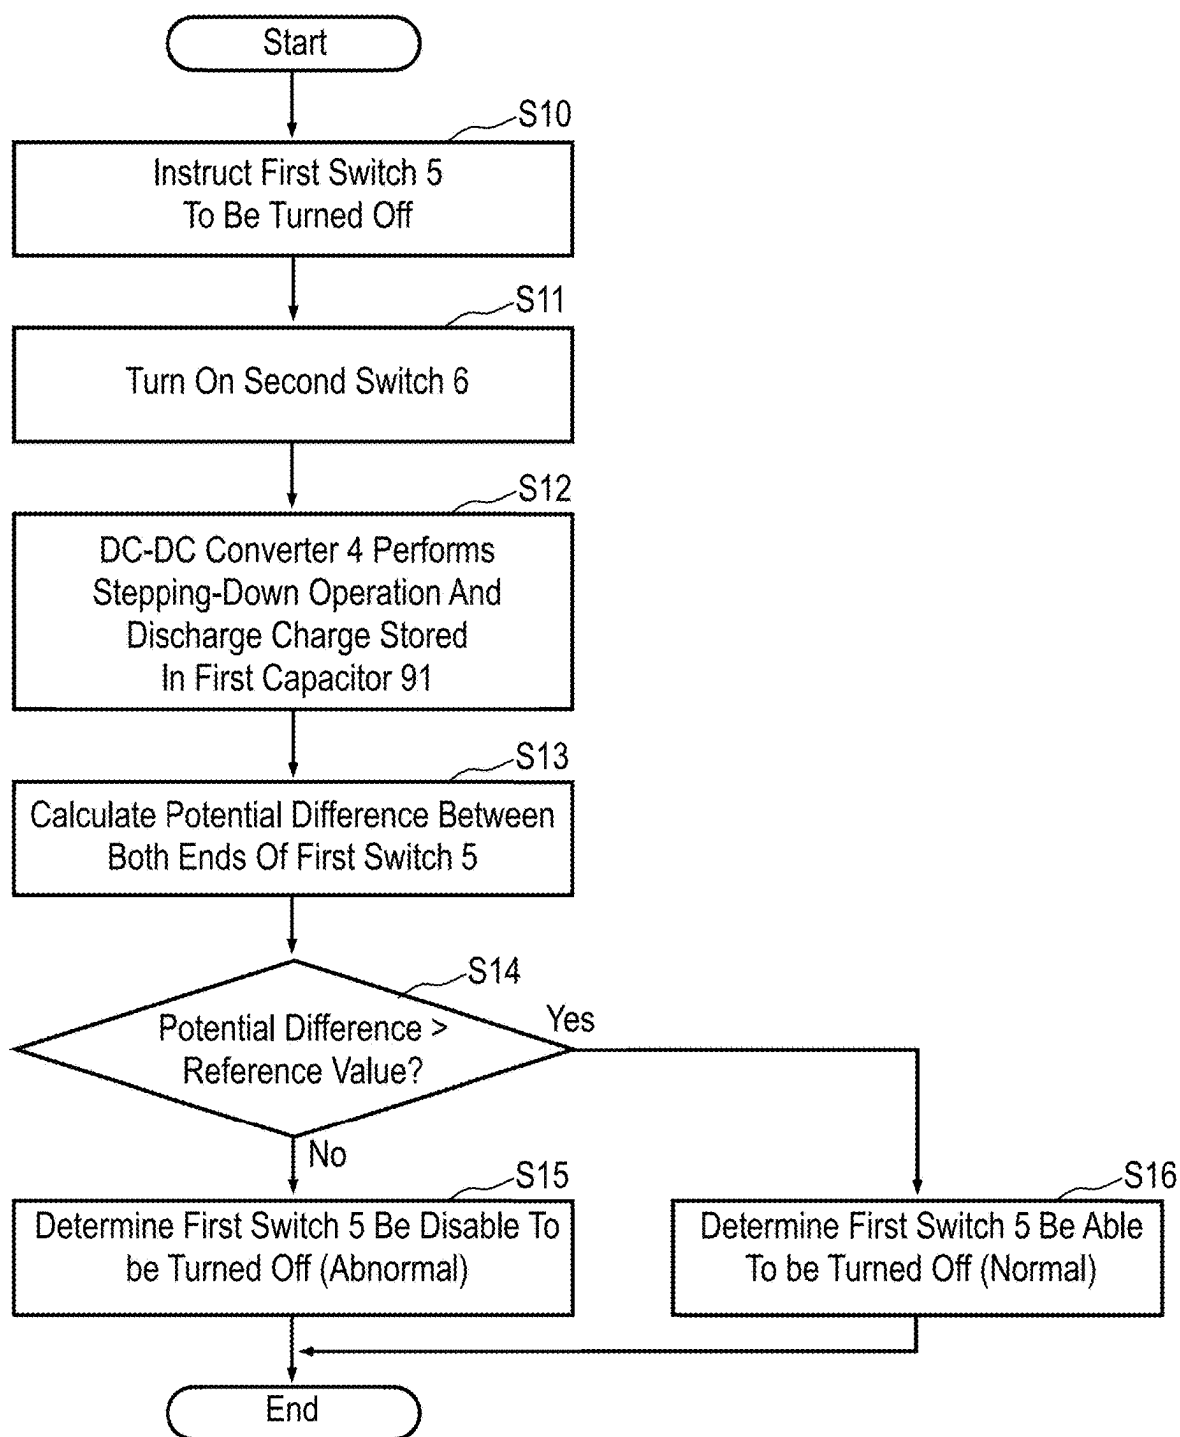 Start
S10
Instruct First Switch 5
To Be Turned Off
S11
Turn On Second Switch 6
S12
DC-DC Converter 4 Performs
Stepping-Down Operation And
Discharge Charge Stored
In First Capacitor 91
S13
Calculate Potential Difference Between
Both Ends Of First Switch 5
S14
Potential Difference >
Reference Value?
Yes
No
S15
Determine First Switch 5 Be Disable To
be Turned Off (Abnormal)
S16
Determine First Switch 5 Be Able
To be Turned Off (Normal)
End